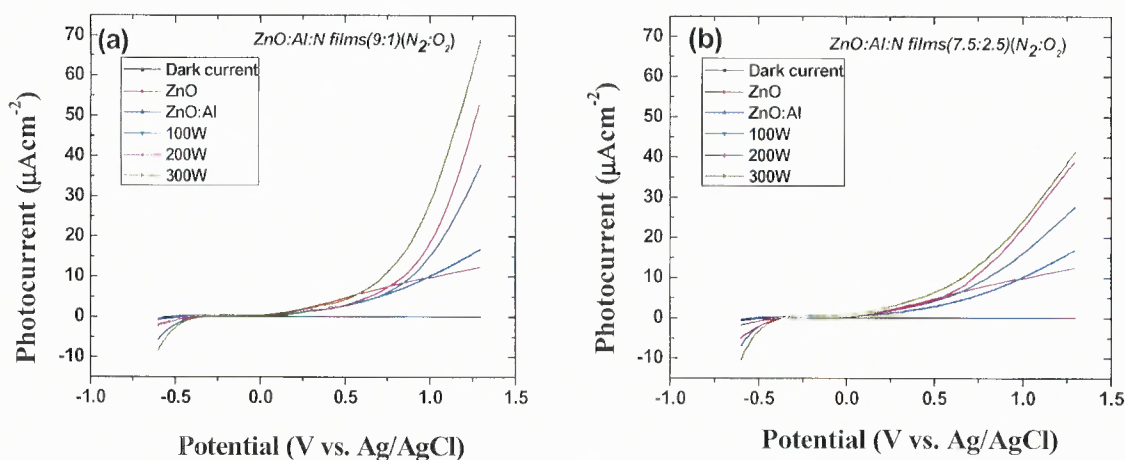 (a)
ZnO:Al:N films(9:1)(N₂:O₂)
Dark current
ZnO
ZnO:Al
100W
200W
300W
70
60
50
40
30
20
10
0
-10
-1.0 -0.5 0.0 0.5 1.0 1.5
Photocurrent (µAcm⁻²)
Potential (V vs. Ag/AgCl)
(b)
ZnO:Al:N films(7.5:2.5)(N₂:O₂)
Dark current
ZnO
ZnO:Al
100W
200W
300W
70
60
50
40
30
20
10
0
-10
-1.0 -0.5 0.0 0.5 1.0 1.5
Photocurrent (µAcm⁻²)
Potential (V vs. Ag/AgCl)